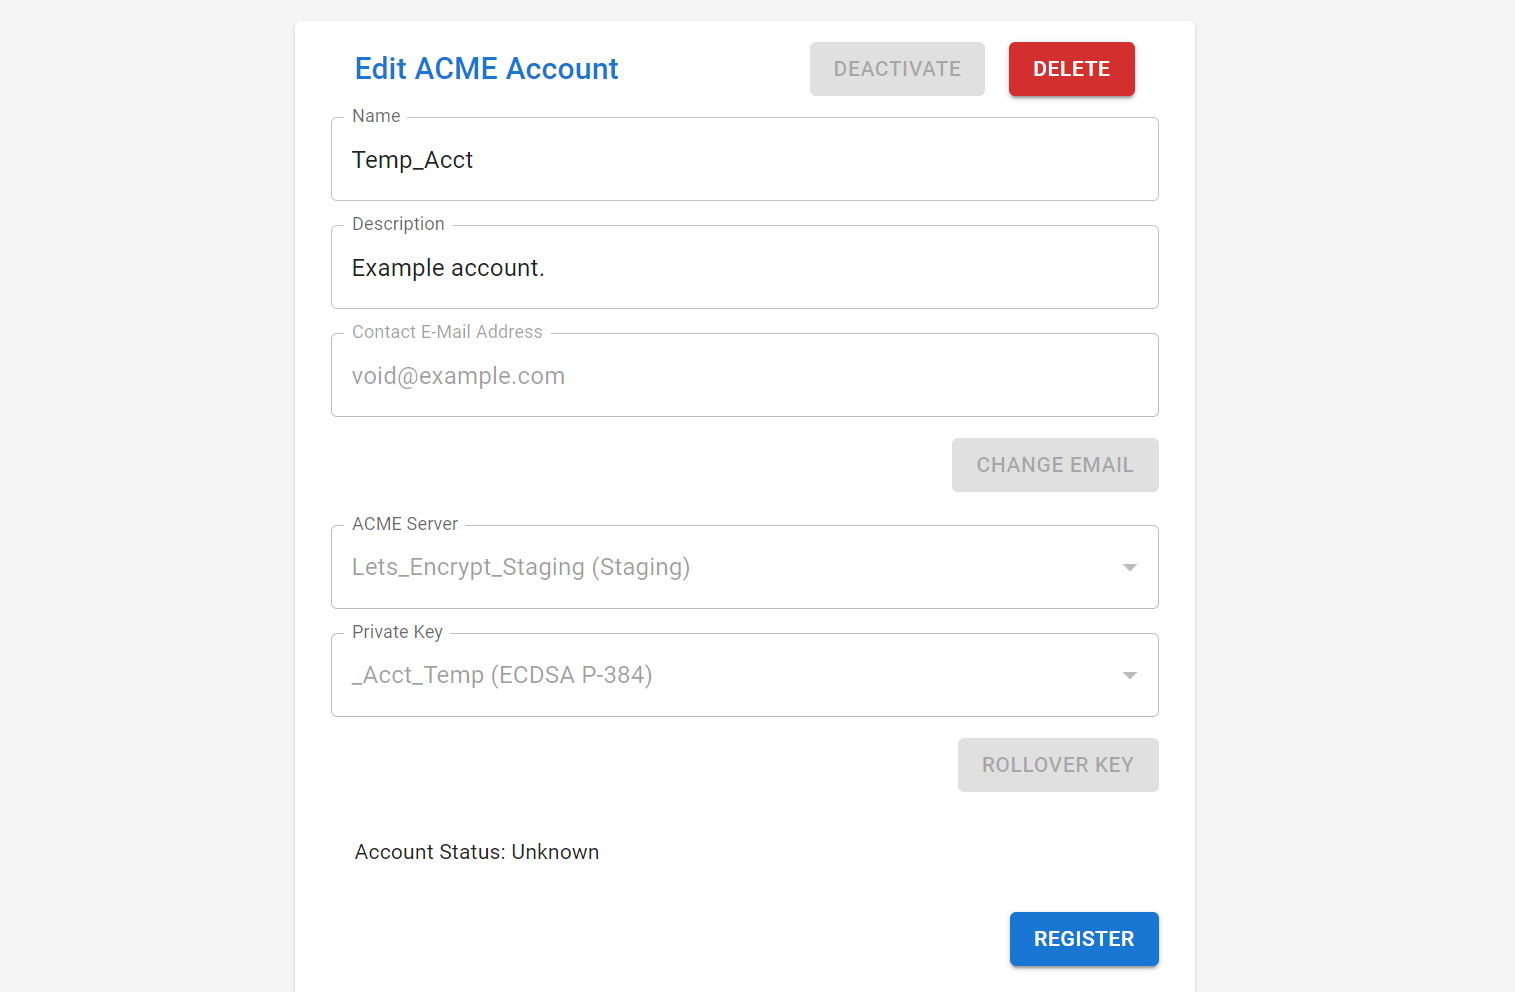 Edit ACME Account
DEACTIVATE
DELETE
Name
Temp_Acct
Description
Example account.
Contact E-Mail Address
void@example.com
CHANGE EMAIL
ACME Server
Lets_Encrypt_Staging (Staging)
Private Key
_Acct_Temp (ECDSA P-384)
ROLLOVER KEY
Account Status: Unknown
REGISTER